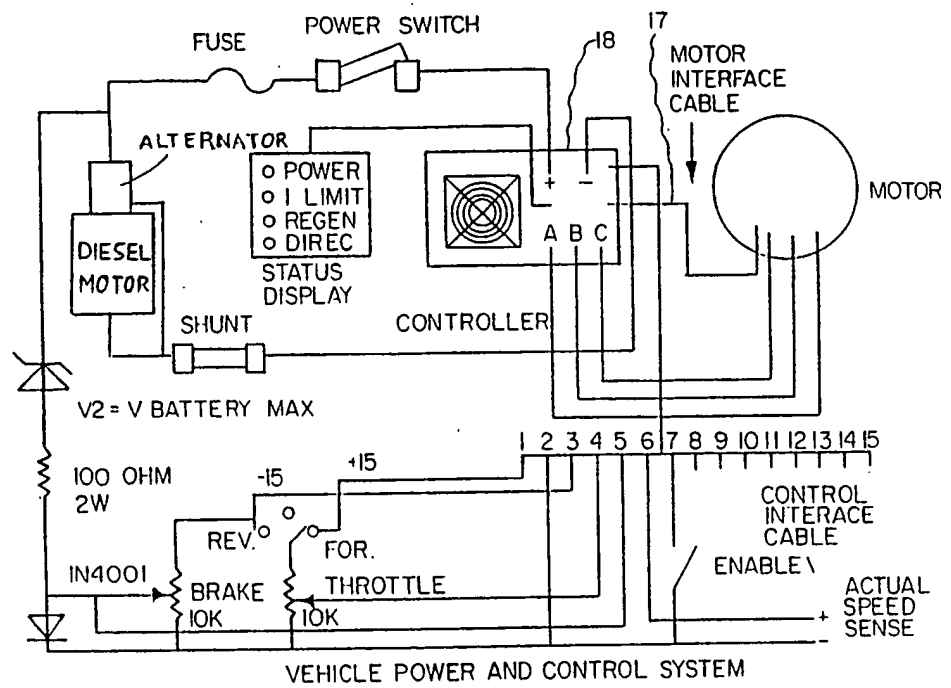 POWER SWITCH
FUSE
18
17
MOTOR
INTERFACE
CABLE
ALTERNATOR
POWER
I LIMIT
REGEN
DIREC
STATUS
DISPLAY
+ −
A B C
MOTOR
DIESEL
MOTOR
SHUNT
CONTROLLER
V2 = V BATTERY MAX
1 2 3 4 5 6 7 8 9 10 11 12 13 14 15
100 OHM
2W
-15
+15
REV.
FOR.
CONTROL
INTERACE
CABLE
ENABLE\
1N4001
BRAKE
10K
THROTTLE
10K
ACTUAL
SPEED
SENSE
+
−
VEHICLE POWER AND CONTROL SYSTEM